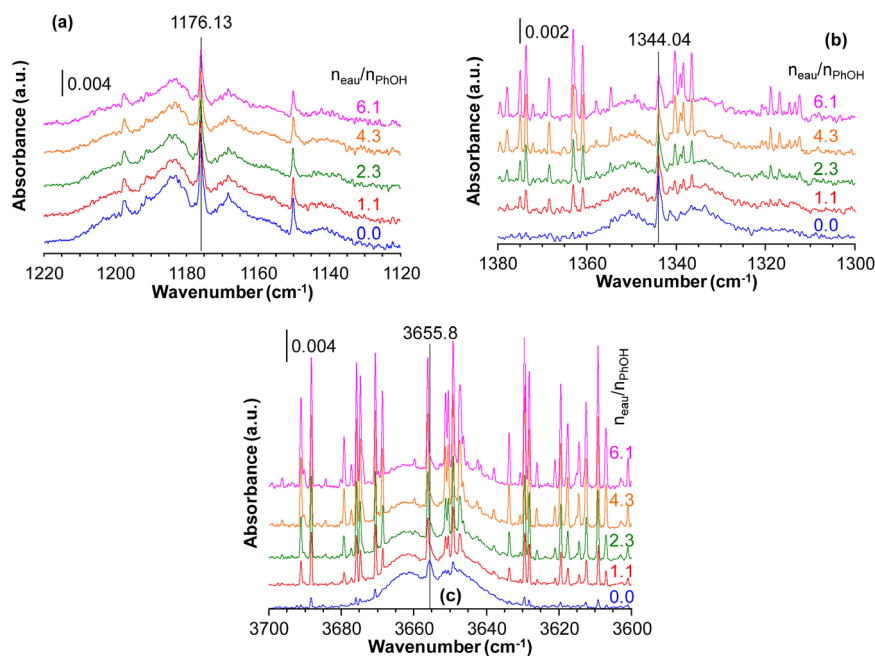 (a)
1176.13
0.004
n_eau/n_PhOH
6.1
4.3
2.3
1.1
0.0
Absorbance (a.u.)
1220 1200 1180 1160 1140 1120
Wavenumber (cm⁻¹)
(b)
0.002
1344.04
n_eau/n_PhOH
6.1
4.3
2.3
1.1
0.0
Absorbance (a.u.)
1380 1360 1340 1320 1300
Wavenumber (cm⁻¹)
3655.8
0.004
n_eau/n_PhOH
6.1
4.3
2.3
1.1
0.0
(c)
Absorbance (a.u.)
3700 3680 3660 3640 3620 3600
Wavenumber (cm⁻¹)